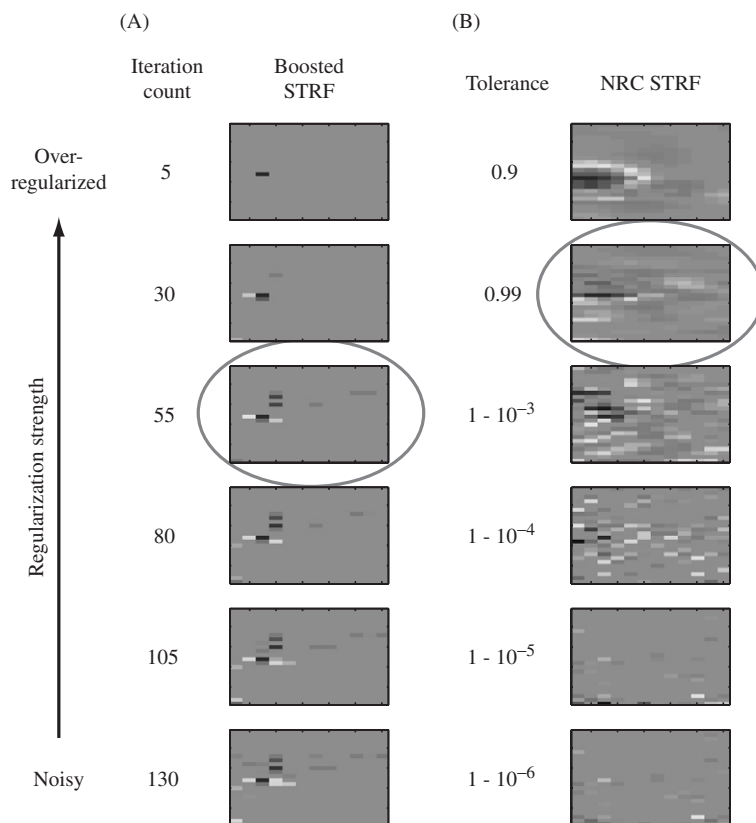 (A)
(B)
Iteration count
Boosted STRF
Tolerance
NRC STRF
Over-regularized
5
0.9
30
0.99
55
1 - 10⁻³
Regularization strength
80
1 - 10⁻⁴
105
1 - 10⁻⁵
Noisy
130
1 - 10⁻⁶